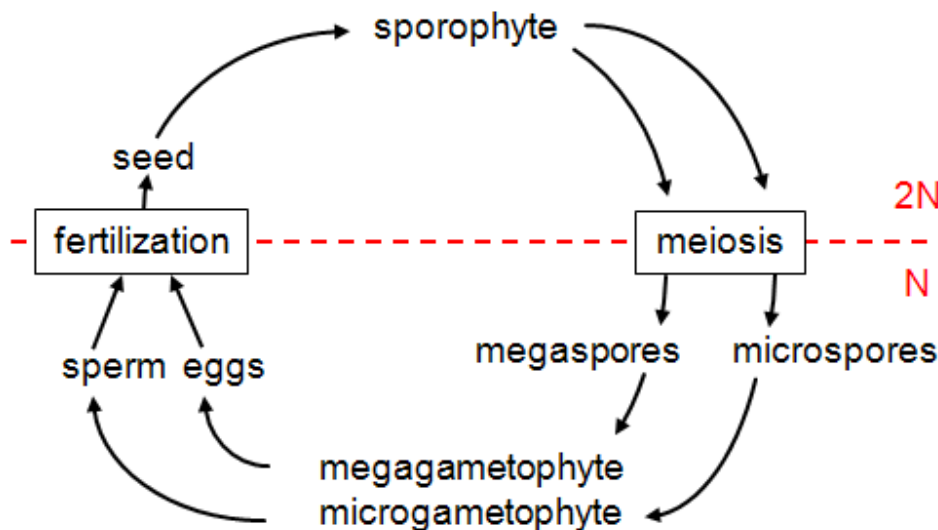 sporophyte
seed
2N
fertilization
meiosis
N
megaspores
microspores
sperm
eggs
megagametophyte
microgametophyte